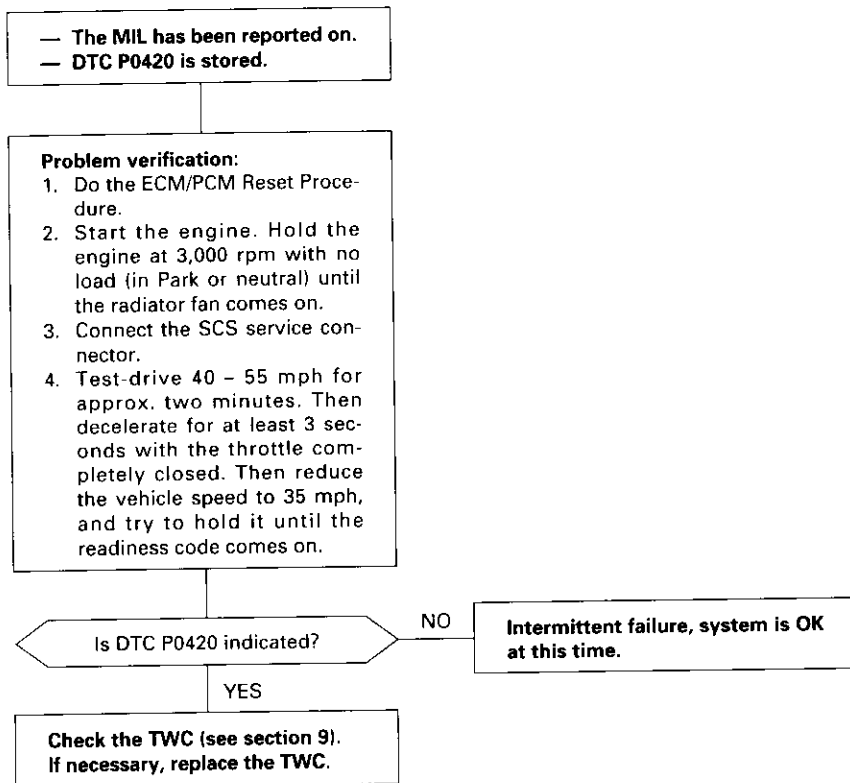 — The MIL has been reported on.
— DTC P0420 is stored.
Problem verification:
1. Do the ECM/PCM Reset Proce-
dure.
2. Start the engine. Hold the
engine at 3,000 rpm with no
load (in Park or neutral) until
the radiator fan comes on.
3. Connect the SCS service con-
nector.
4. Test-drive 40 – 55 mph for
approx. two minutes. Then
decelerate for at least 3 sec-
onds with the throttle com-
pletely closed. Then reduce
the vehicle speed to 35 mph,
and try to hold it until the
readiness code comes on.
Is DTC P0420 indicated?
NO
Intermittent failure, system is OK
at this time.
YES
Check the TWC (see section 9).
If necessary, replace the TWC.